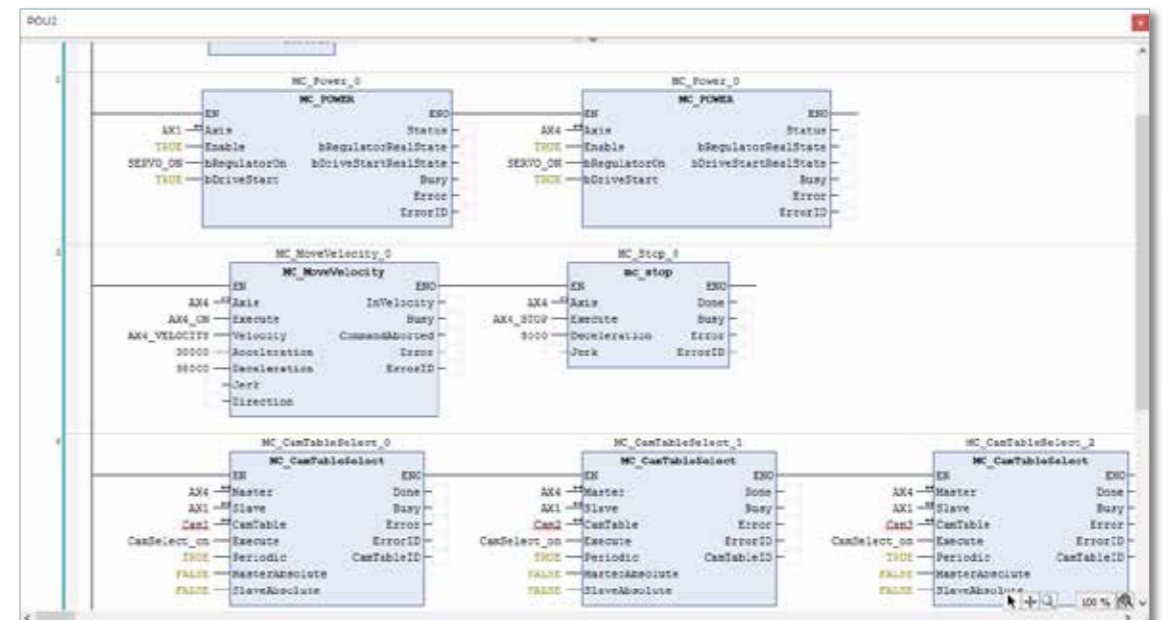 POU2
MC_Power_0 MC_Power_0
MC_POWER MC_POWER
EN ENO EN ENO
AX1 Axis Status AX4 Axis Status
TRUE Enable bRegulatorRealState TRUE Enable bRegulatorRealState
SERVO_ON bRegulatorOn bDriveStartRealState SERVO_ON bRegulatorOn bDriveStartRealState
TRUE bDriveStart Busy TRUE bDriveStart Busy
Error Error
ErrorID ErrorID
MC_MoveVelocity_0 MC_Stop_0
MC_MoveVelocity mc_stop
EN ENO EN ENO
AX4 Axis InVelocity AX4 Axis Done
AX4_ON Execute Busy AX4_STOP Execute Busy
AX4_VELOCITY Velocity CommandAborted Deceleration Error
Acceleration Error Jerk ErrorID
Deceleration ErrorID
Jerk
Direction
4
MC_CamTableSelect_0 MC_CamTableSelect_1 MC_CamTableSelect_2
MC_CamTableSelect MC_CamTableSelect MC_CamTableSelect
EN ENO EN ENO EN ENO
AX4 Master Done AX4 Master Done AX4 Master Done
AX1 Slave Busy AX1 Slave Busy AX1 Slave Busy
Cam1 CamTable Error Cam2 CamTable Error CamTable Error
CamSelect_on Execute ErrorID CamSelect_on Execute ErrorID CamSelect_on Execute ErrorID
TRUE Periodic CamTableID TRUE Periodic CamTableID TRUE Periodic CamTableID
FALSE MasterAbsolute FALSE MasterAbsolute FALSE MasterAbsolute
FALSE SlaveAbsolute FALSE SlaveAbsolute FALSE
100 %